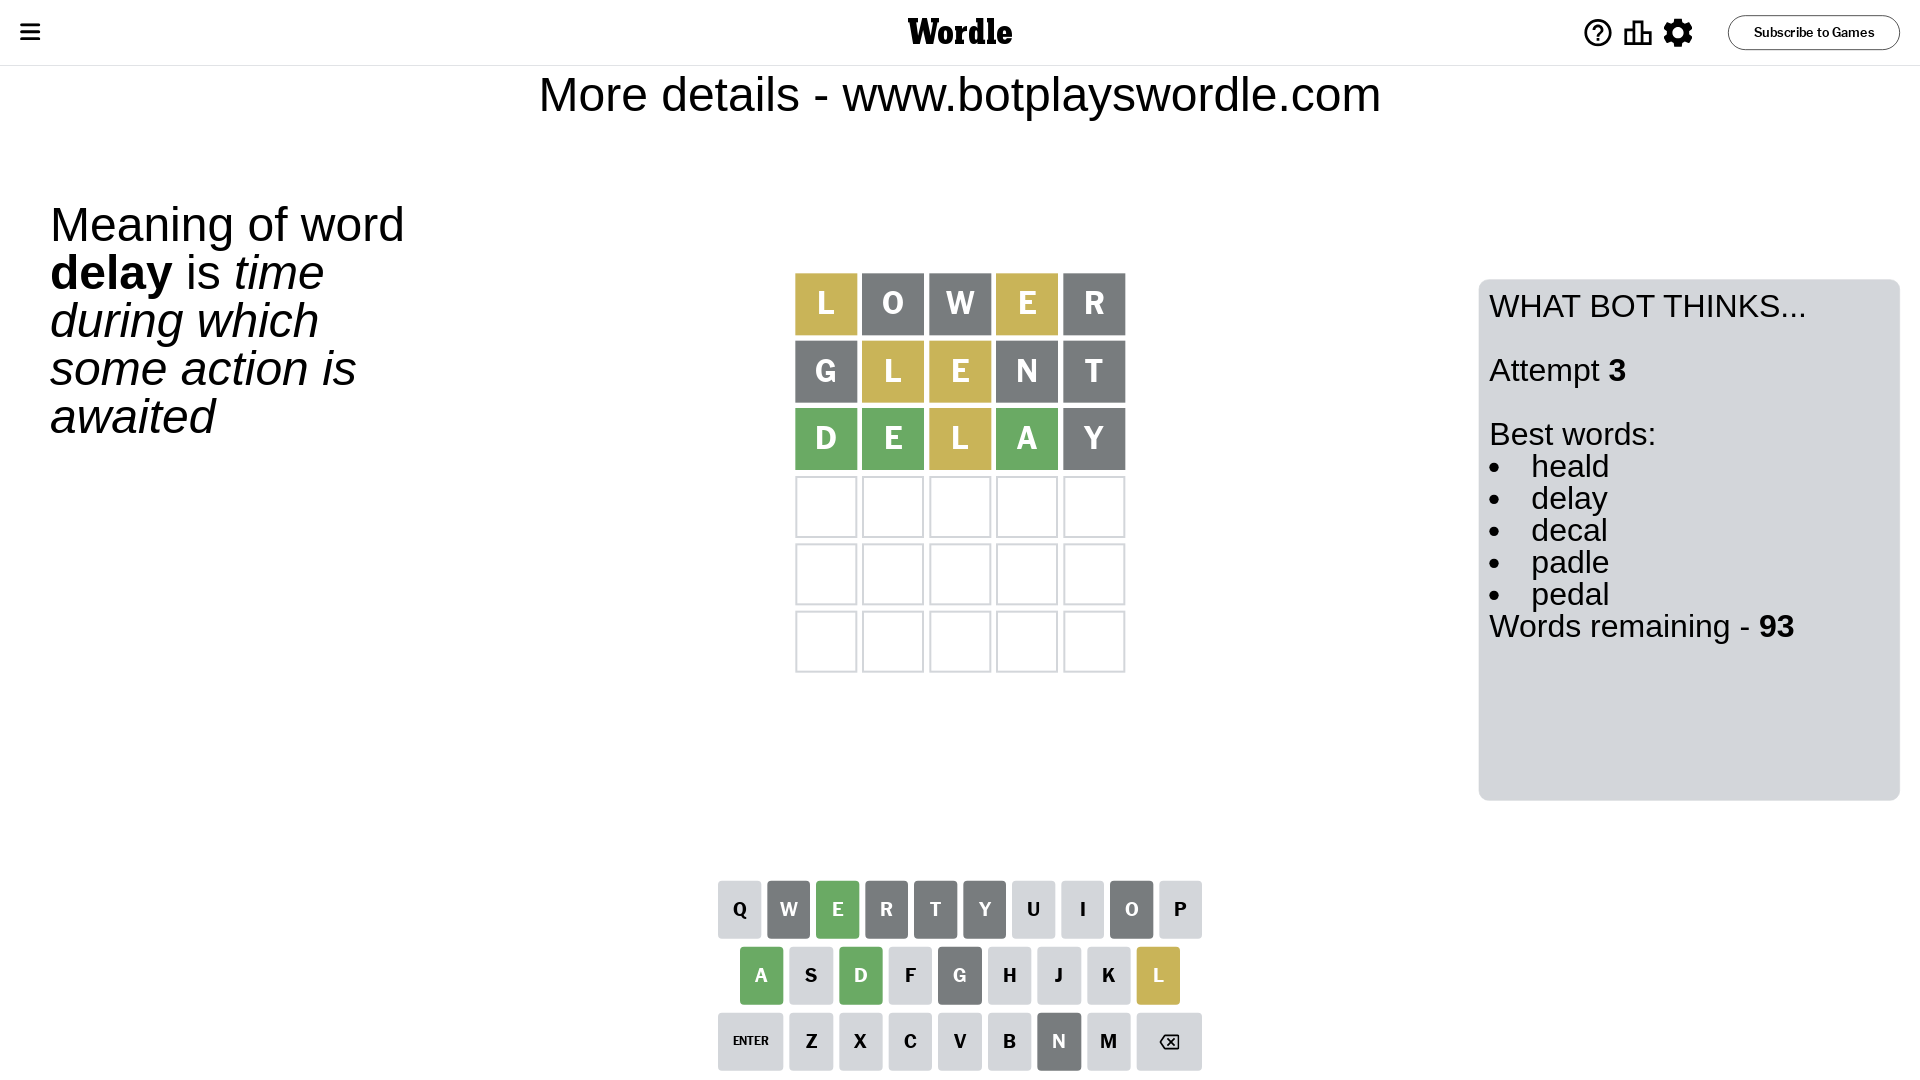 Wordle
Subscribe to Games
More details - www.botplayswordle.com
Meaning of word
delay is time
during which
some action is
awaited
L O W E R
G L E N T
D E L A Y
WHAT BOT THINKS...
Attempt 3
Best words:
• heald
• delay
• decal
• padle
• pedal
Words remaining - 93
Q W E R T Y U I O P
A S D F G H J K L
ENTER Z X C V B N M